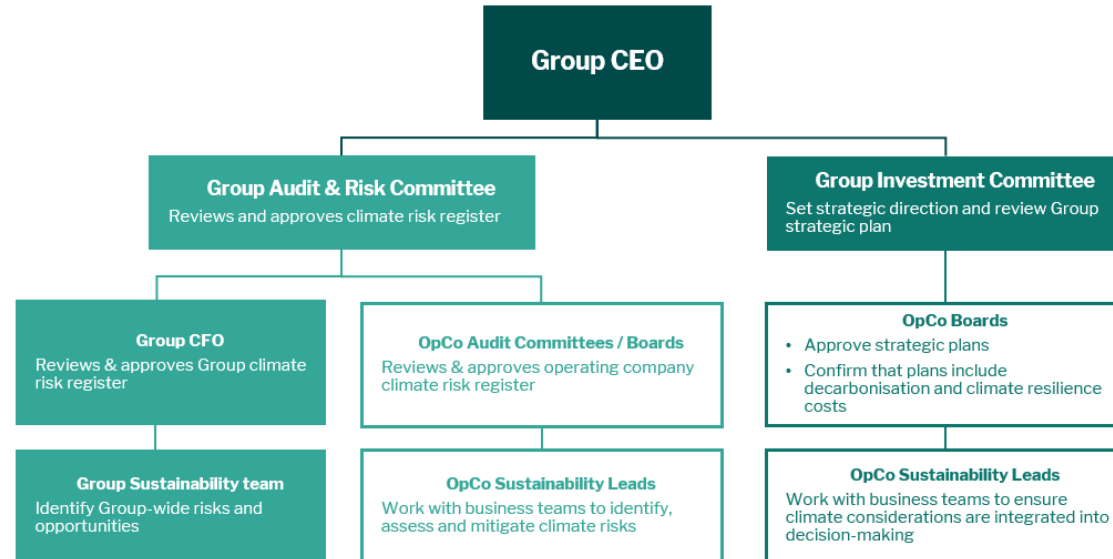 Group CEO
Group Audit & Risk Committee
Reviews and approves climate risk register
Group Investment Committee
Set strategic direction and review Group
strategic plan
Group CFO
Reviews & approves Group climate
risk register
OpCo Audit Committees / Boards
Reviews & approves operating company
climate risk register
OpCo Boards
• Approve strategic plans
• Confirm that plans include
decarbonisation and climate resilience
costs
Group Sustainability team
Identify Group-wide risks and
opportunities
OpCo Sustainability Leads
Work with business teams to identify,
assess and mitigate climate risks
OpCo Sustainability Leads
Work with business teams to ensure
climate considerations are integrated into
decision-making